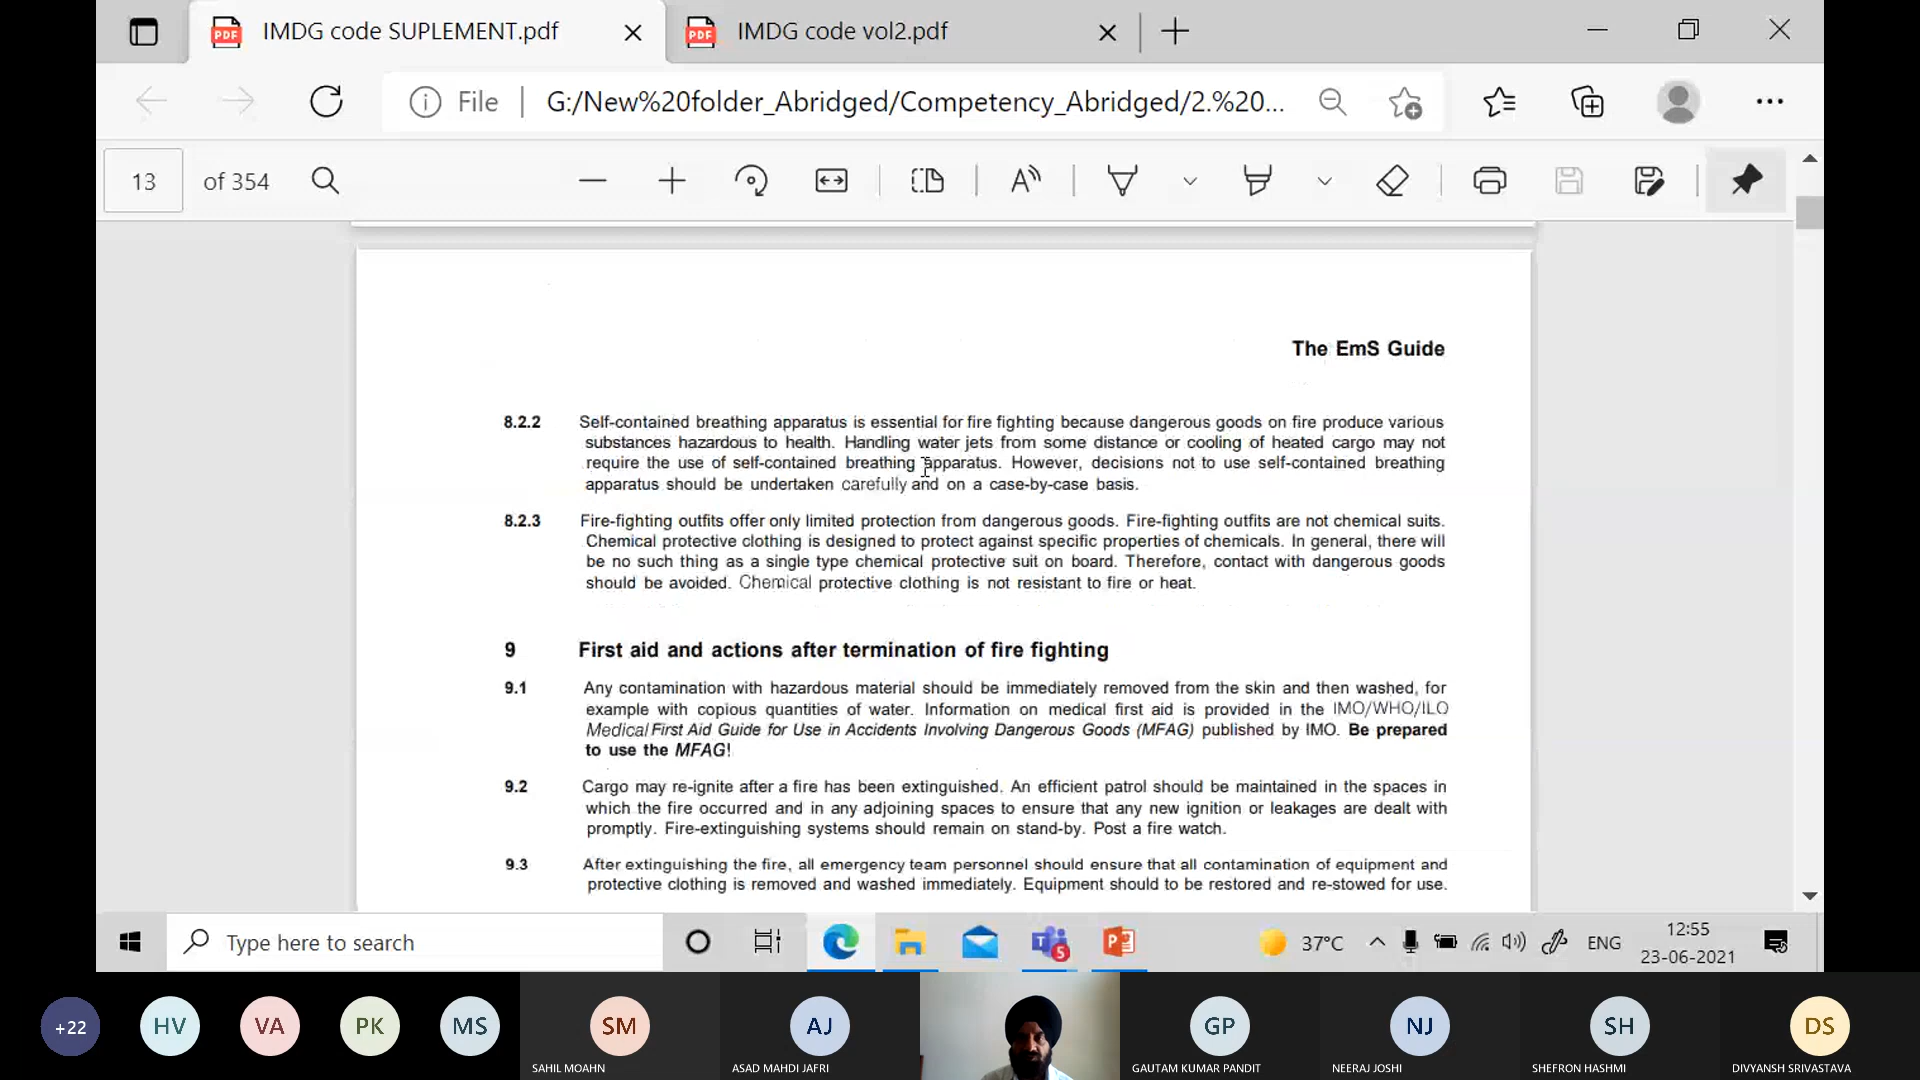 IMDG code SUPLEMENT.pdf
IMDG code vol2.pdf
File
G:/New%20folder_Abridged/Competency_Abridged/2.%20...
13 of 354
The EmS Guide
8.2.2 Self-contained breathing apparatus is essential for fire fighting because dangerous goods on fire produce various
substances hazardous to health. Handling water jets from some distance or cooling of heated cargo may not
require the use of self-contained breathing apparatus. However, decisions not to use self-contained breathing
apparatus should be undertaken carefully and on a case-by-case basis.
8.2.3 Fire-fighting outfits offer only limited protection from dangerous goods. Fire-fighting outfits are not chemical suits.
Chemical protective clothing is designed to protect against specific properties of chemicals. In general, there will
be no such thing as a single type chemical protective suit on board. Therefore, contact with dangerous goods
should be avoided. Chemical protective clothing is not resistant to fire or heat.
9 First aid and actions after termination of fire fighting
9.1 Any contamination with hazardous material should be immediately removed from the skin and then washed, for
example with copious quantities of water. Information on medical first aid is provided in the IMO/WHO/ILO
Medical First Aid Guide for Use in Accidents Involving Dangerous Goods (MFAG) published by IMO. Be prepared
to use the MFAG!
9.2 Cargo may re-ignite after a fire has been extinguished. An efficient patrol should be maintained in the spaces in
which the fire occurred and in any adjoining spaces to ensure that any new ignition or leakages are dealt with
promptly. Fire-extinguishing systems should remain on stand-by. Post a fire watch.
9.3 After extinguishing the fire, all emergency team personnel should ensure that all contamination of equipment and
protective clothing is removed and washed immediately. Equipment should to be restored and re-stowed for use.
Type here to search
5
37°C
ENG
12:55
23-06-2021
+22
HV
VA
PK
MS
SM
AJ
GP
NJ
SH
DS
SAHIL MOAHN
ASAD MAHDI JAFRI
GAUTAM KUMAR PANDIT
NEERAJ JOSHI
SHEFRON HASHMI
DIVYANSH SRIVASTAVA